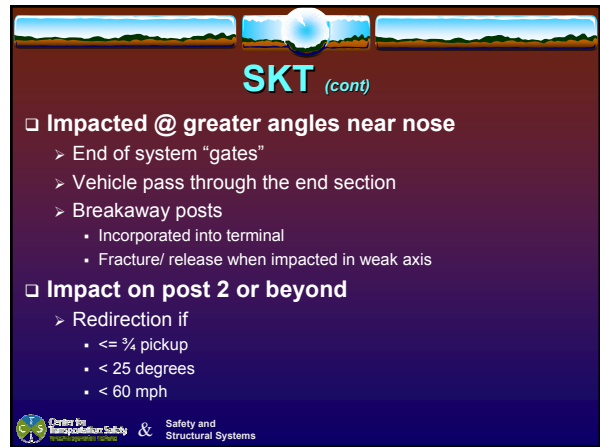 SKT (cont)
Impacted @ greater angles near nose
End of system “gates”
Vehicle pass through the end section
Breakaway posts
Incorporated into terminal
Fracture/ release when impacted in weak axis
Impact on post 2 or beyond
Redirection if
<= ¾ pickup
< 25 degrees
< 60 mph
CTS
Center for
Transportation Safety
&
Safety and
Structural Systems